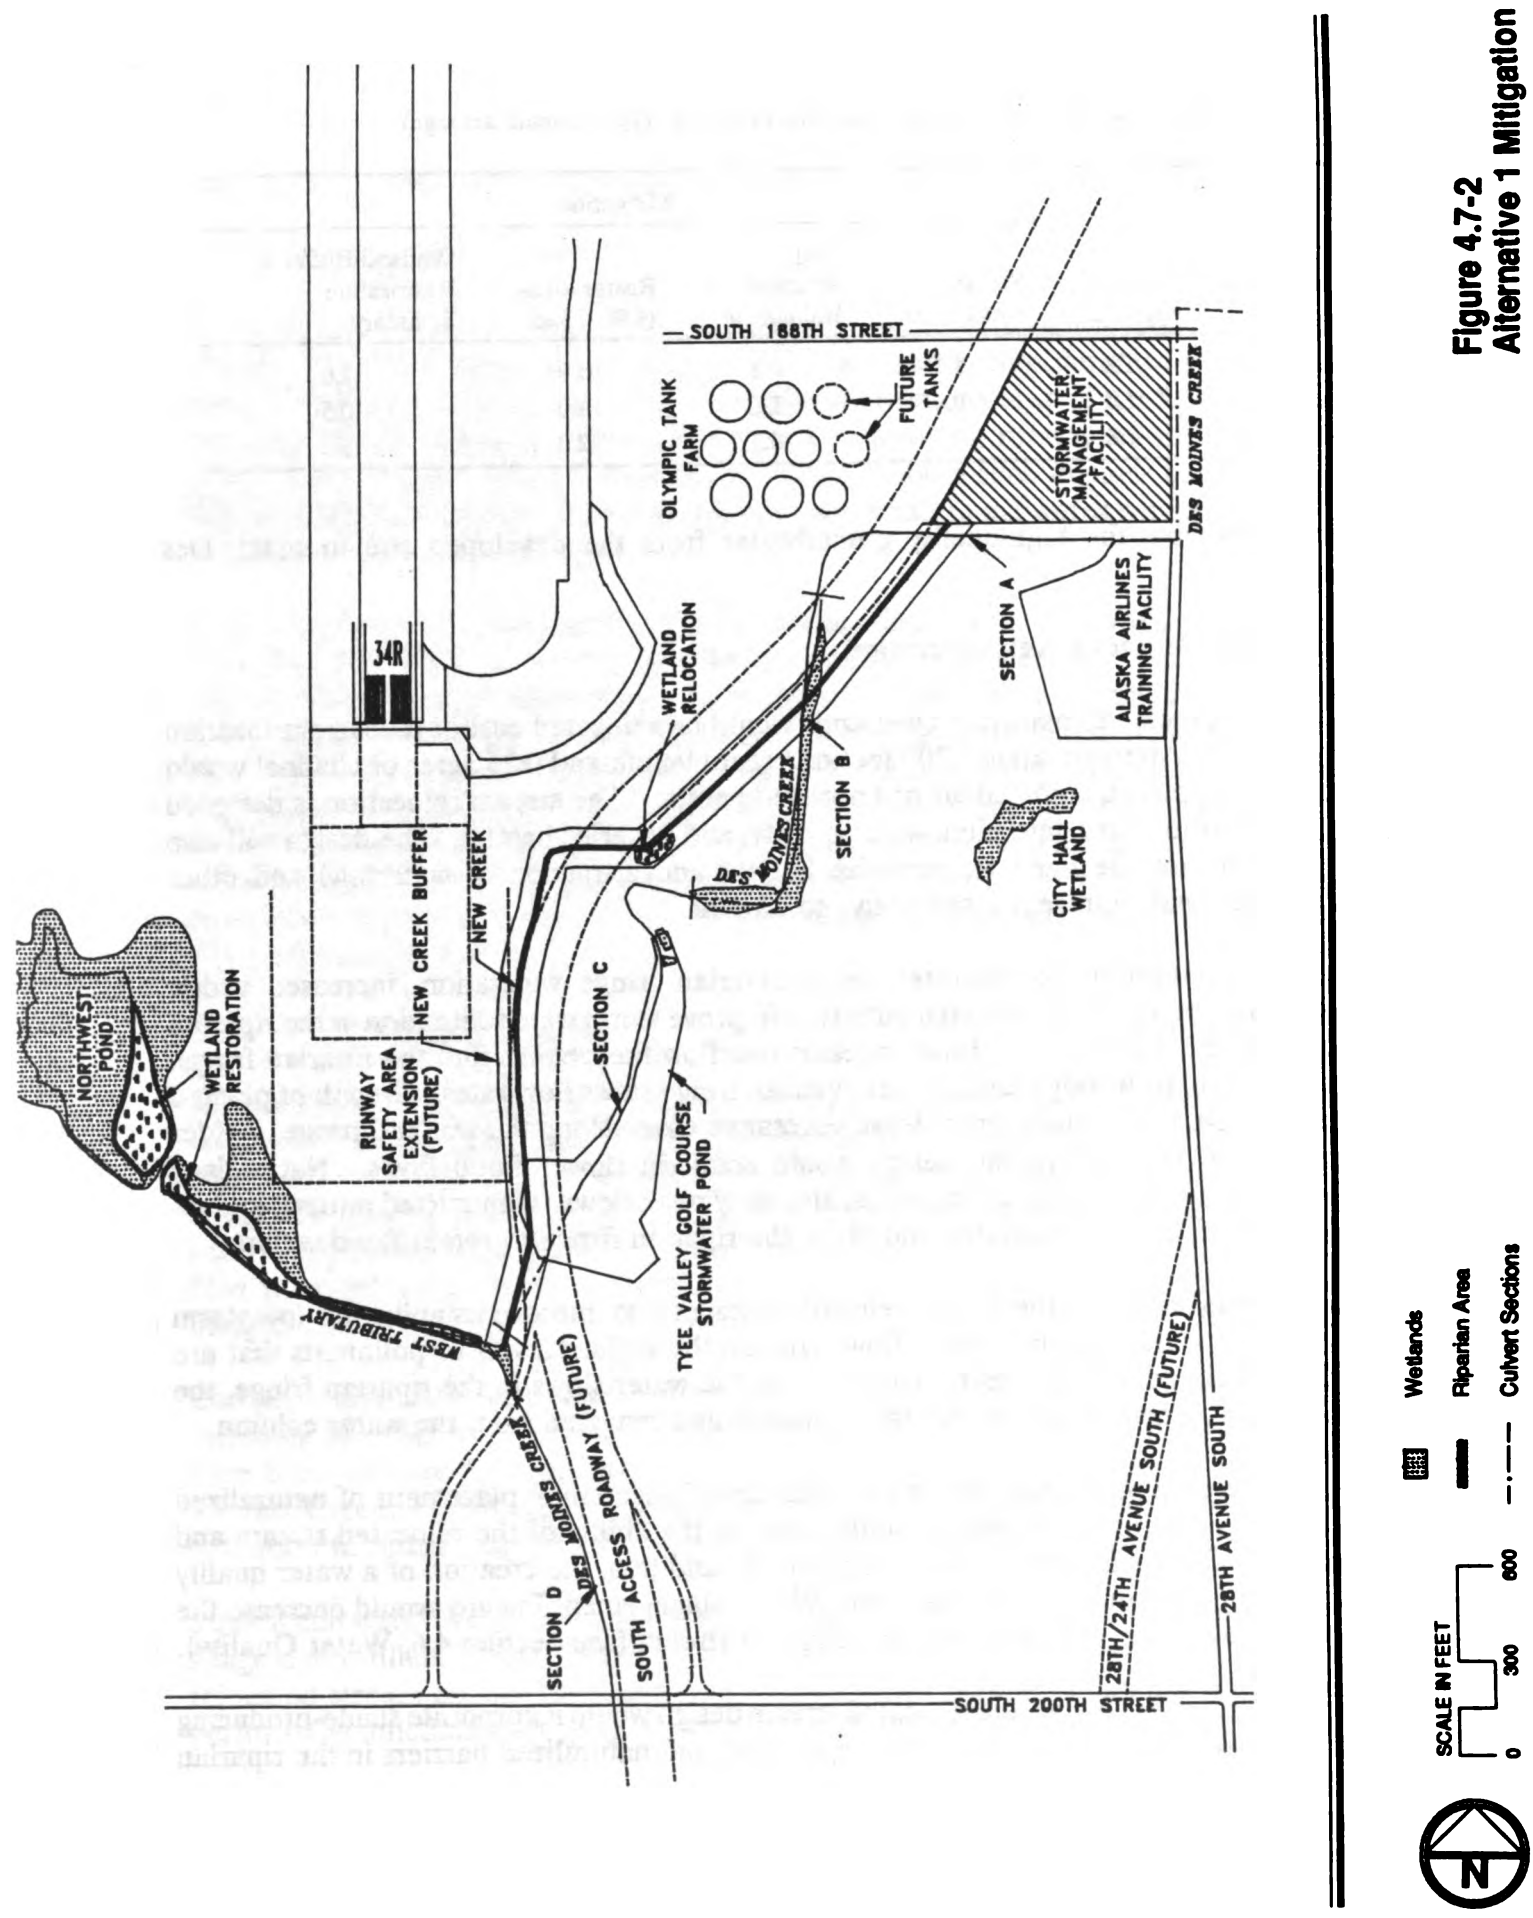 NORTHWEST
POND
WETLAND
RESTORATION
WEST TRIBUTARY
RUNWAY
SAFETY AREA
EXTENSION
(FUTURE)
NEW CREEK BUFFER
NEW CREEK
34R
WETLAND
RELOCATION
OLYMPIC TANK
FARM
FUTURE
TANKS
SOUTH 188TH STREET
STORMWATER
MANAGEMENT
FACILITY
DES MOINES CREEK
SECTION A
ALASKA AIRLINES
TRAINING FACILITY
SECTION B
DES MOINES CREEK
CITY HALL
WETLAND
SECTION C
TYEE VALLEY GOLF COURSE
STORMWATER POND
DES MOINES CREEK
SECTION D
SOUTH ACCESS ROADWAY (FUTURE)
28TH/24TH AVENUE SOUTH (FUTURE)
28TH AVENUE SOUTH
SOUTH 200TH STREET
N
SCALE IN FEET
0 300 600
Wetlands
Riparian Area
Culvert Sections
Figure 4.7-2
Alternative 1 Mitigation